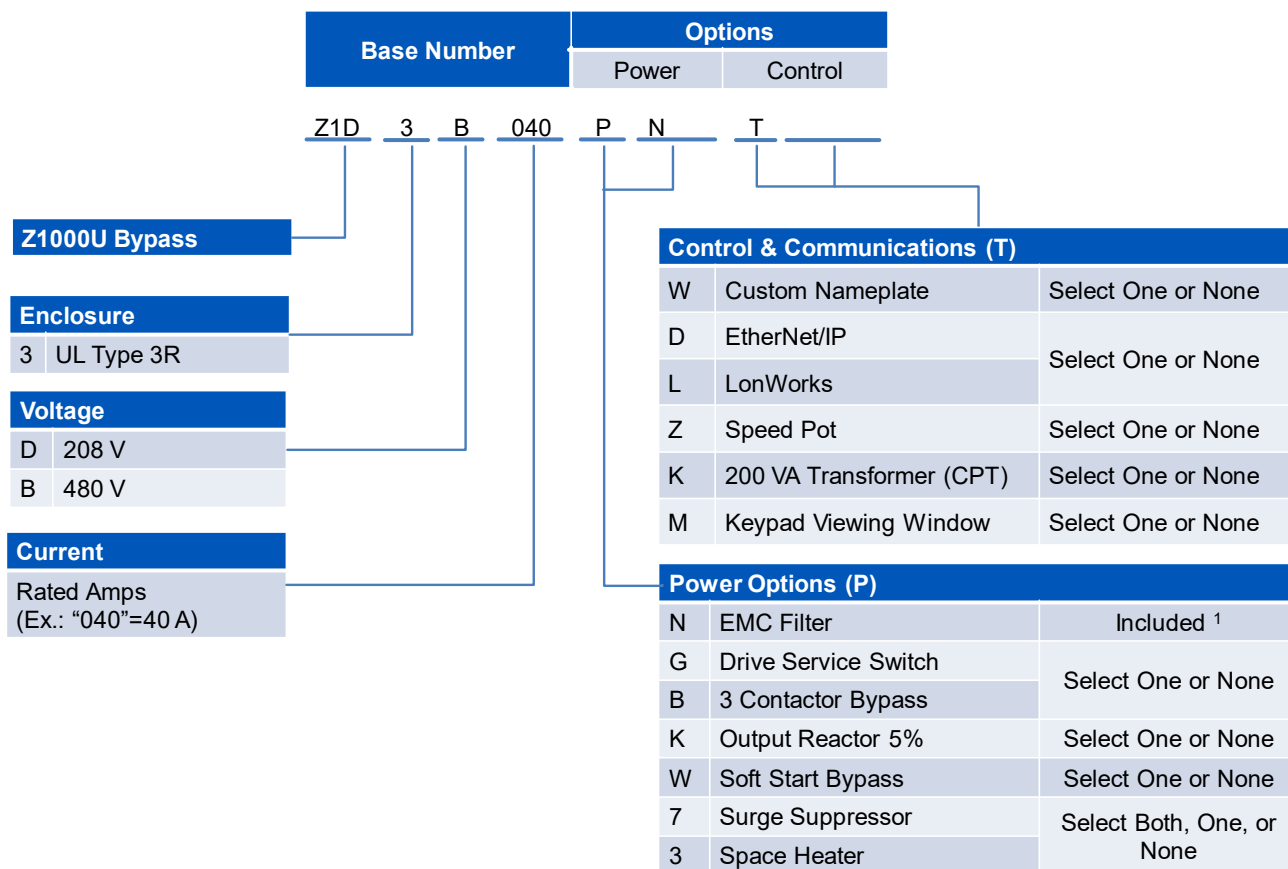 Base Number
Options
Power Control
Z1D 3 B 040 P N T
Z1000U Bypass
Enclosure
3 UL Type 3R
Voltage
D 208 V
B 480 V
Current
Rated Amps
(Ex.: “040”=40 A)
Control & Communications (T)
W Custom Nameplate Select One or None
D EtherNet/IP
Select One or None
L LonWorks
Z Speed Pot Select One or None
K 200 VA Transformer (CPT) Select One or None
M Keypad Viewing Window Select One or None
Power Options (P)
N EMC Filter Included ¹
G Drive Service Switch
Select One or None
B 3 Contactor Bypass
K Output Reactor 5% Select One or None
W Soft Start Bypass Select One or None
7 Surge Suppressor
Select Both, One, or
None
3 Space Heater